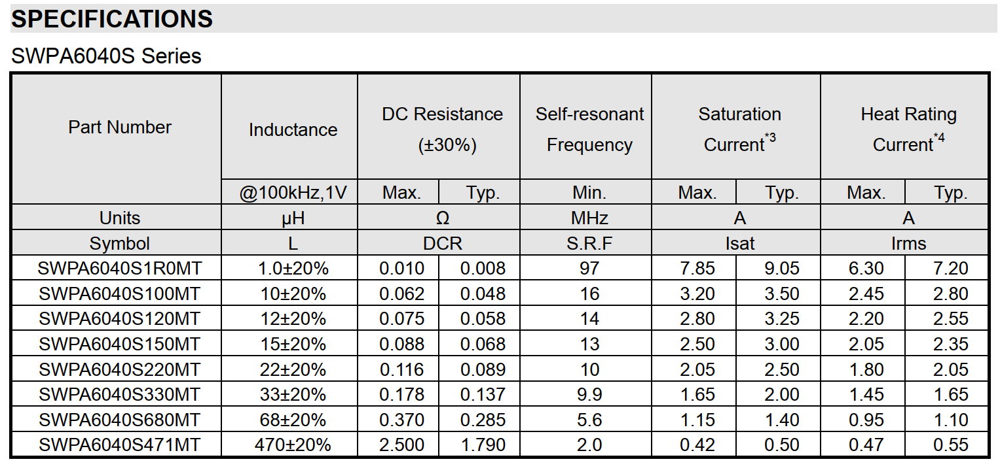 SPECIFICATIONS
SWPA6040S Series
Part Number Inductance DC Resistance (±30%) Self-resonant Frequency Saturation Current*3 Heat Rating Current*4
@100kHz,1V Max. Typ. Min. Max. Typ. Max. Typ.
Units µH Ω MHz A A
Symbol L DCR S.R.F Isat Irms
SWPA6040S1R0MT 1.0±20% 0.010 0.008 97 7.85 9.05 6.30 7.20
SWPA6040S100MT 10±20% 0.062 0.048 16 3.20 3.50 2.45 2.80
SWPA6040S120MT 12±20% 0.075 0.058 14 2.80 3.25 2.20 2.55
SWPA6040S150MT 15±20% 0.088 0.068 13 2.50 3.00 2.05 2.35
SWPA6040S220MT 22±20% 0.116 0.089 10 2.05 2.50 1.80 2.05
SWPA6040S330MT 33±20% 0.178 0.137 9.9 1.65 2.00 1.45 1.65
SWPA6040S680MT 68±20% 0.370 0.285 5.6 1.15 1.40 0.95 1.10
SWPA6040S471MT 470±20% 2.500 1.790 2.0 0.42 0.50 0.47 0.55